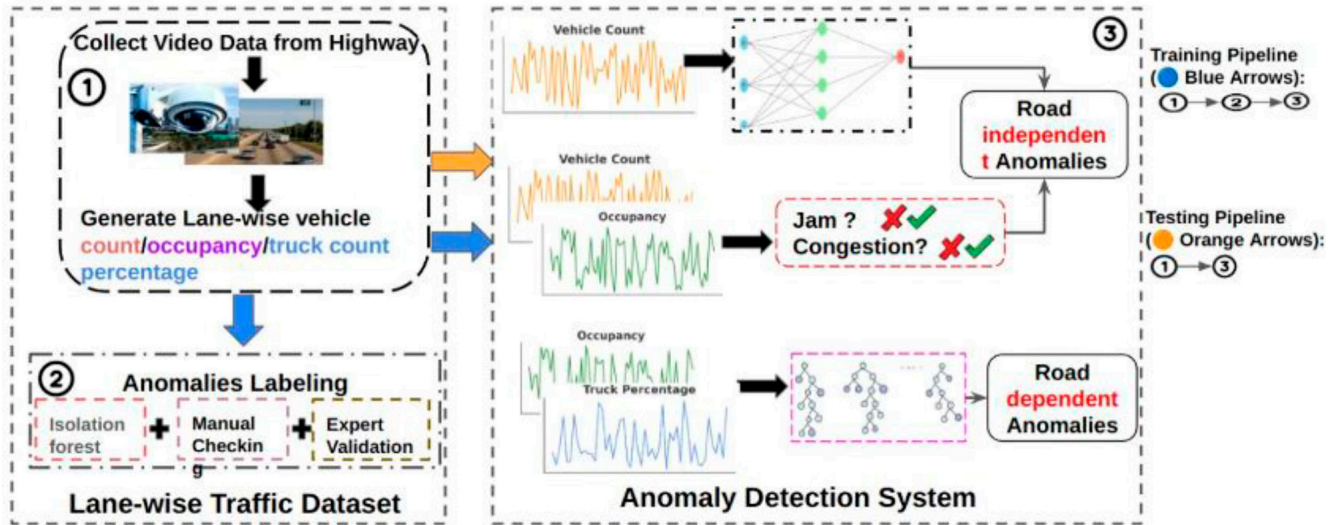 Collect Video Data from Highway
1
Generate Lane-wise vehicle
count/occupancy/truck count
percentage
2
Anomalies Labeling
Isolation
forest
+
Manual
Checkin
g
+
Expert
Validation
Lane-wise Traffic Dataset
3
Vehicle Count
Road
independen
t Anomalies
Vehicle Count
Occupancy
Jam ?
Congestion?
Occupancy
Truck Percentage
Road
dependent
Anomalies
Anomaly Detection System
Training Pipeline
(🔵 Blue Arrows):
1 → 2 → 3
Testing Pipeline
(🟠 Orange Arrows):
1 → 3